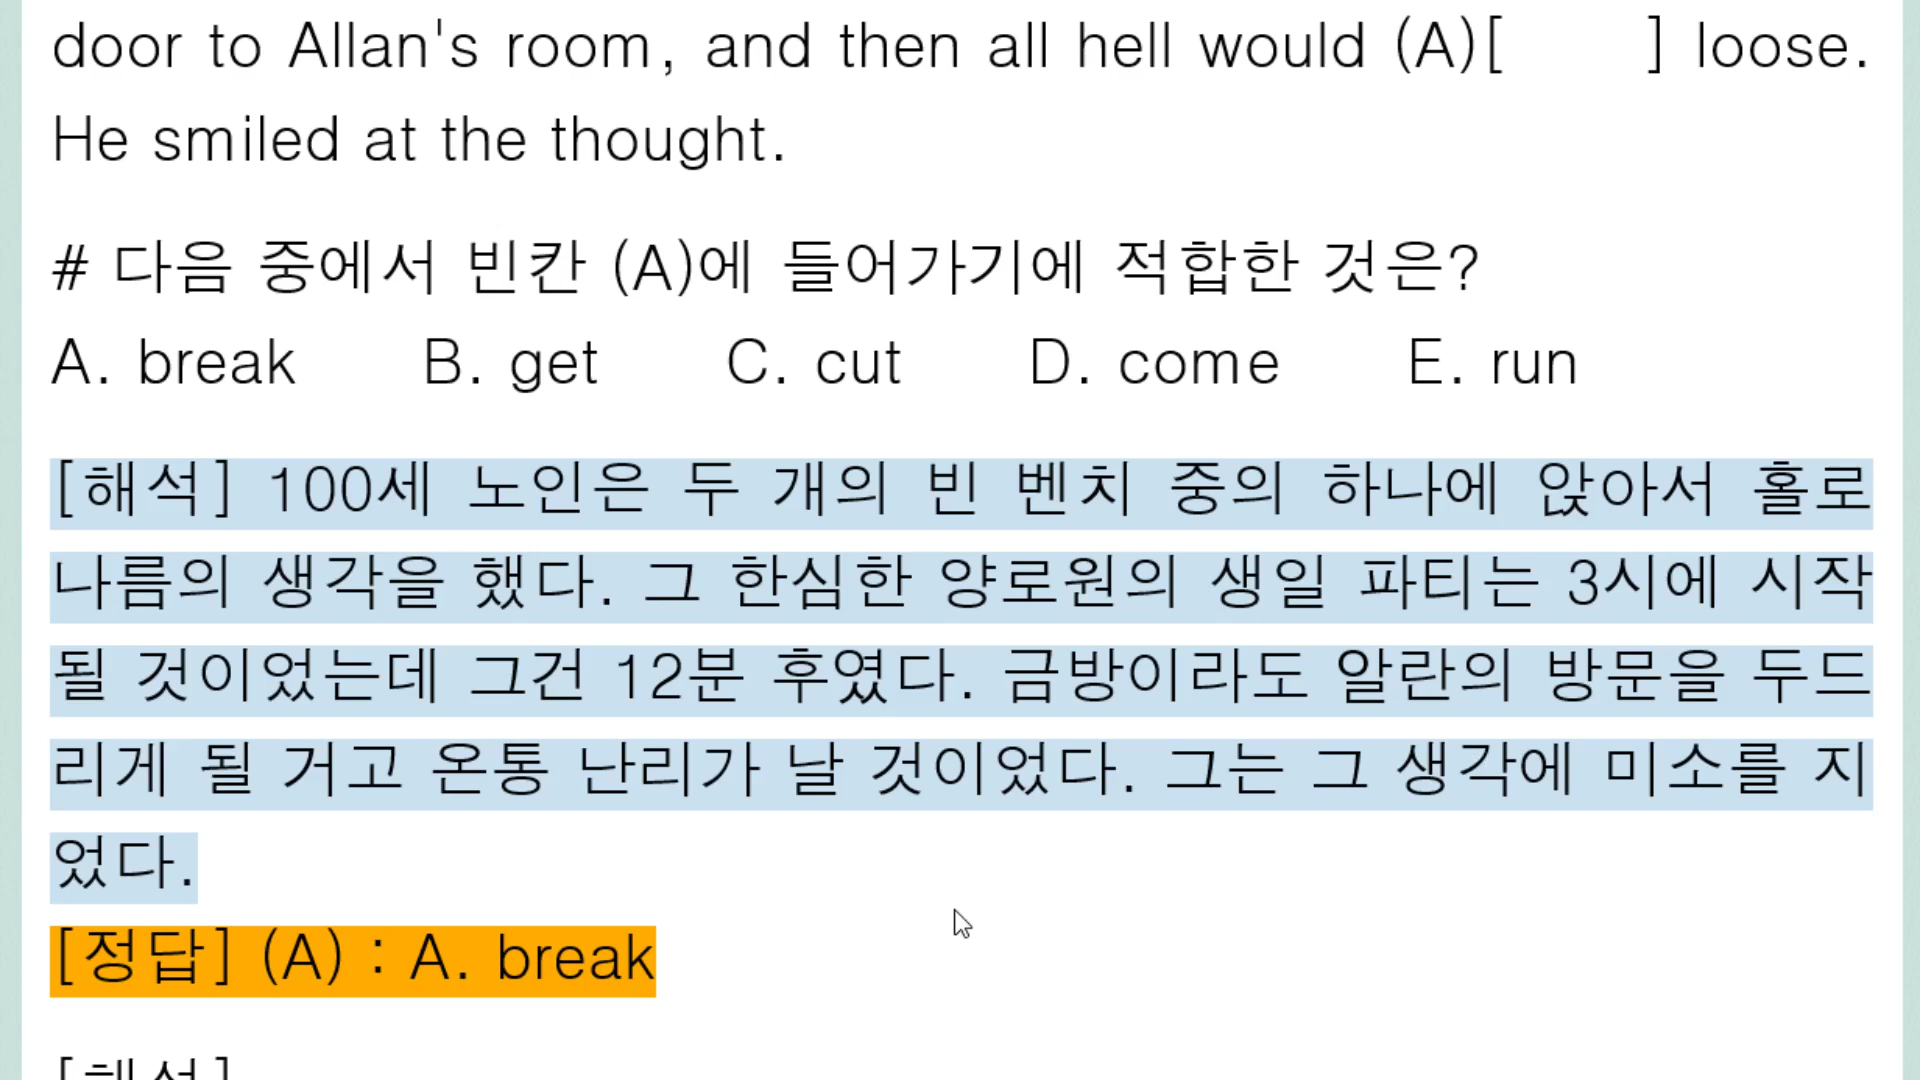 door to Allan's room, and then all hell would (A)[ ] loose.
He smiled at the thought.
# 다음 중에서 빈칸 (A)에 들어가기에 적합한 것은?
A. break B. get C. cut D. come E. run
[해석] 100세 노인은 두 개의 빈 벤치 중의 하나에 앉아서 홀로
나름의 생각을 했다. 그 한심한 양로원의 생일 파티는 3시에 시작
될 것이었는데 그건 12분 후였다. 금방이라도 알란의 방문을 두드
리게 될 거고 온통 난리가 날 것이었다. 그는 그 생각에 미소를 지
었다.
[정답] (A) : A. break